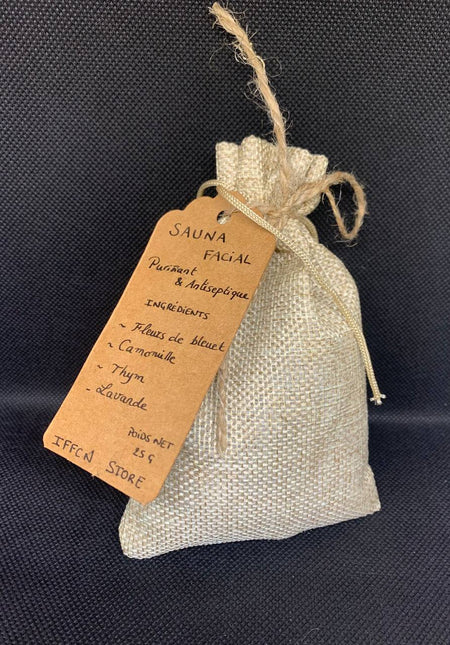 SAUNA
FACIAL
Purifiant
& Antiseptique
INGRÉDIENTS
~ Fleurs de bleuet
- Camomille
~ Thym
- Lavande
POIDS NET
25 G
IFFCN STORE